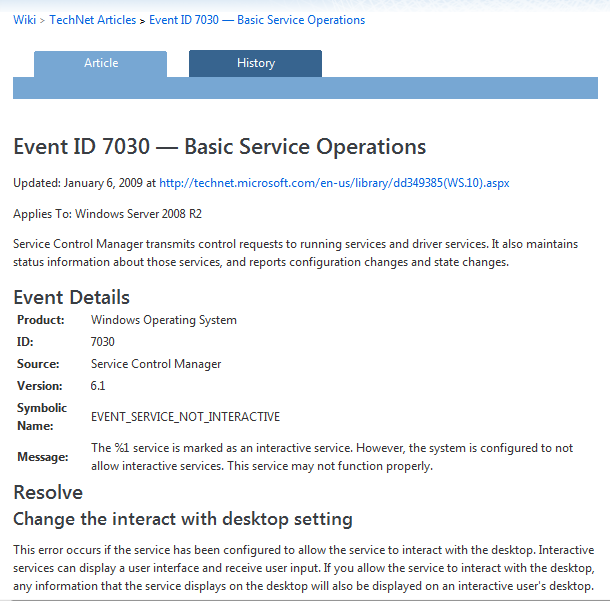 Wiki > TechNet Articles > Event ID 7030 — Basic Service Operations
Article
History
Event ID 7030 — Basic Service Operations
Updated: January 6, 2009 at http://technet.microsoft.com/en-us/library/dd349385(WS.10).aspx
Applies To: Windows Server 2008 R2
Service Control Manager transmits control requests to running services and driver services. It also maintains
status information about those services, and reports configuration changes and state changes.
Event Details
Product: Windows Operating System
ID: 7030
Source: Service Control Manager
Version: 6.1
Symbolic
Name: EVENT_SERVICE_NOT_INTERACTIVE
Message: The %1 service is marked as an interactive service. However, the system is configured to not
allow interactive services. This service may not function properly.
Resolve
Change the interact with desktop setting
This error occurs if the service has been configured to allow the service to interact with the desktop. Interactive
services can display a user interface and receive user input. If you allow the service to interact with the desktop,
any information that the service displays on the desktop will also be displayed on an interactive user's desktop.